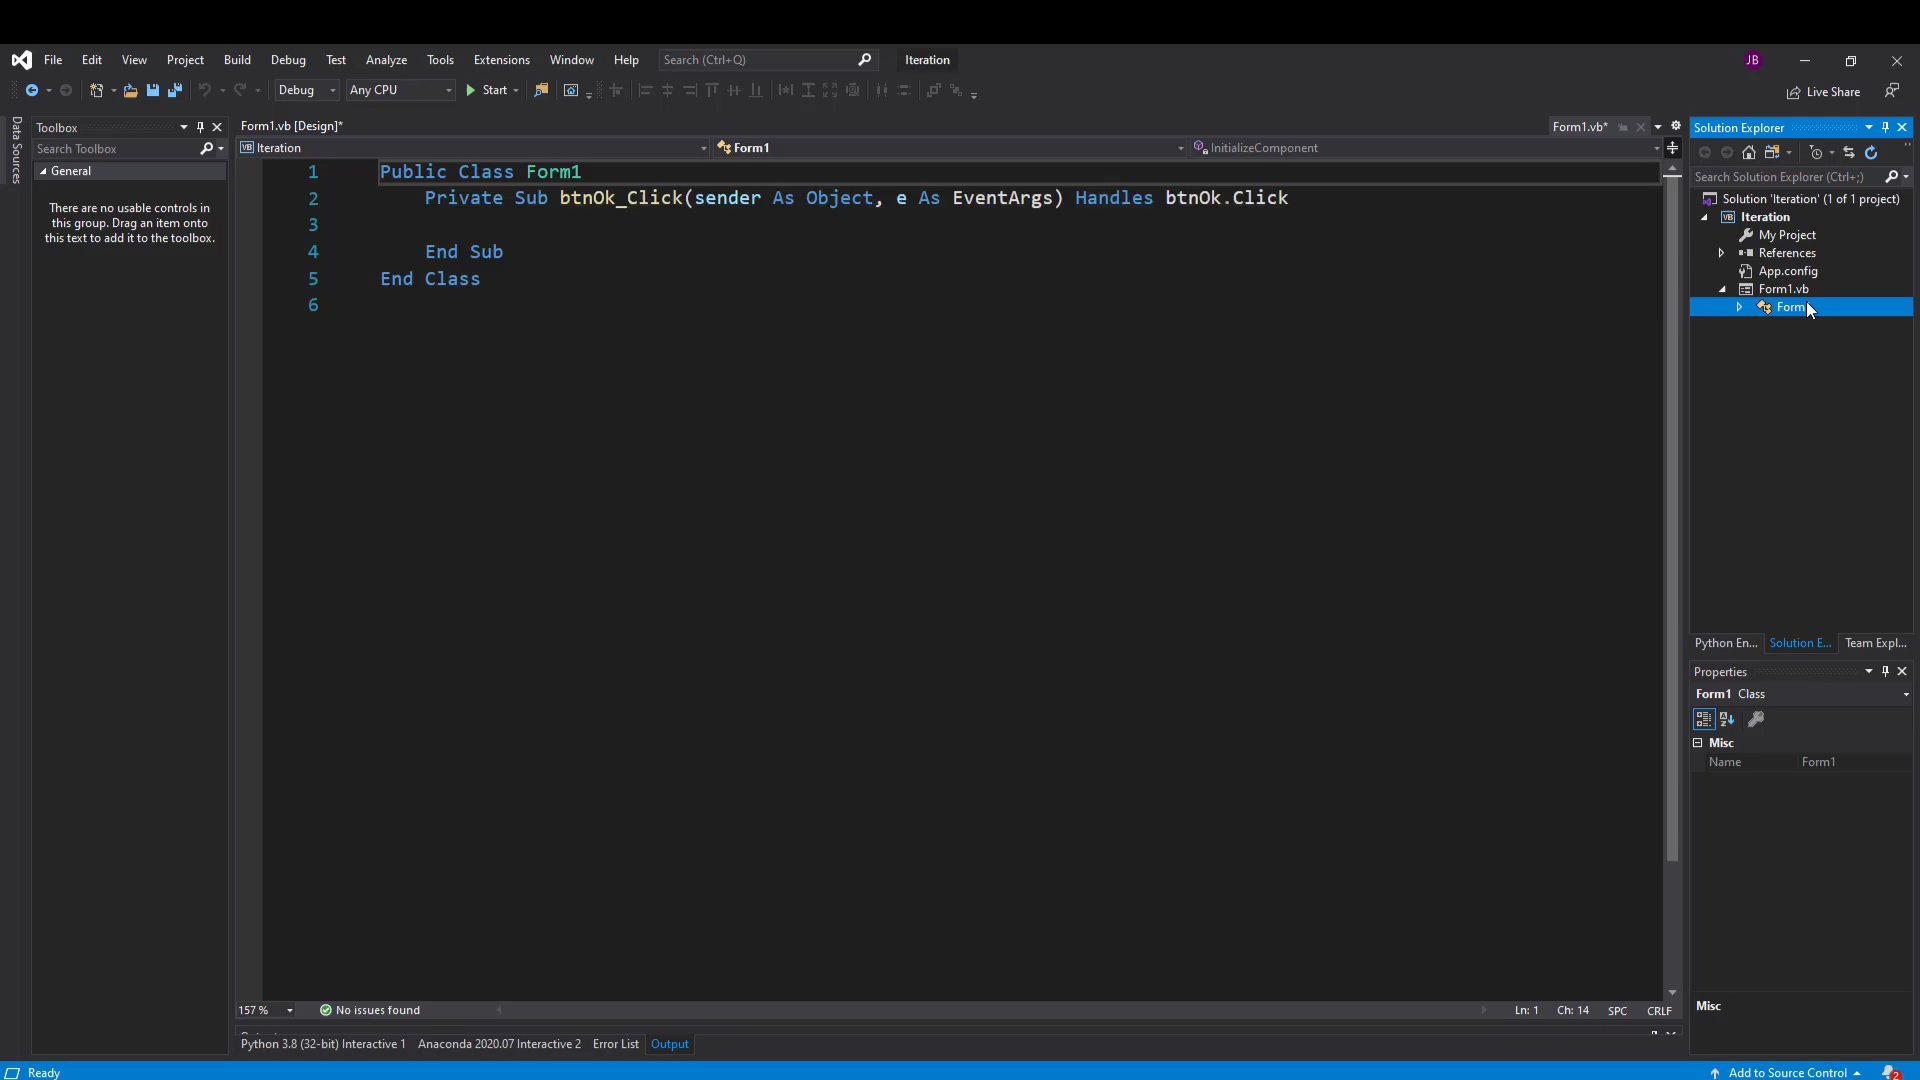 File Edit View Project Build Debug Test Analyze Tools Extensions Window Help Search (Ctrl+Q) Iteration JB
Debug Any CPU Start Live Share
Data Sources
Toolbox
Search Toolbox
General
There are no usable controls in
this group. Drag an item onto
this text to add it to the toolbox.
Form1.vb [Design]* Form1.vb*
Iteration Form1 InitializeComponent
1 Public Class Form1
2 Private Sub btnOk_Click(sender As Object, e As EventArgs) Handles btnOk.Click
3
4 End Sub
5 End Class
6
157 % No issues found Ln: 1 Ch: 14 SPC CRLF
Python 3.8 (32-bit) Interactive 1 Anaconda 2020.07 Interactive 2 Error List Output
Solution Explorer
Search Solution Explorer (Ctrl+;)
Solution 'Iteration' (1 of 1 project)
Iteration
My Project
References
App.config
Form1.vb
Form
Python En... Solution E... Team Expl...
Properties
Form1 Class
Misc
Name Form1
Misc
Ready Add to Source Control 2